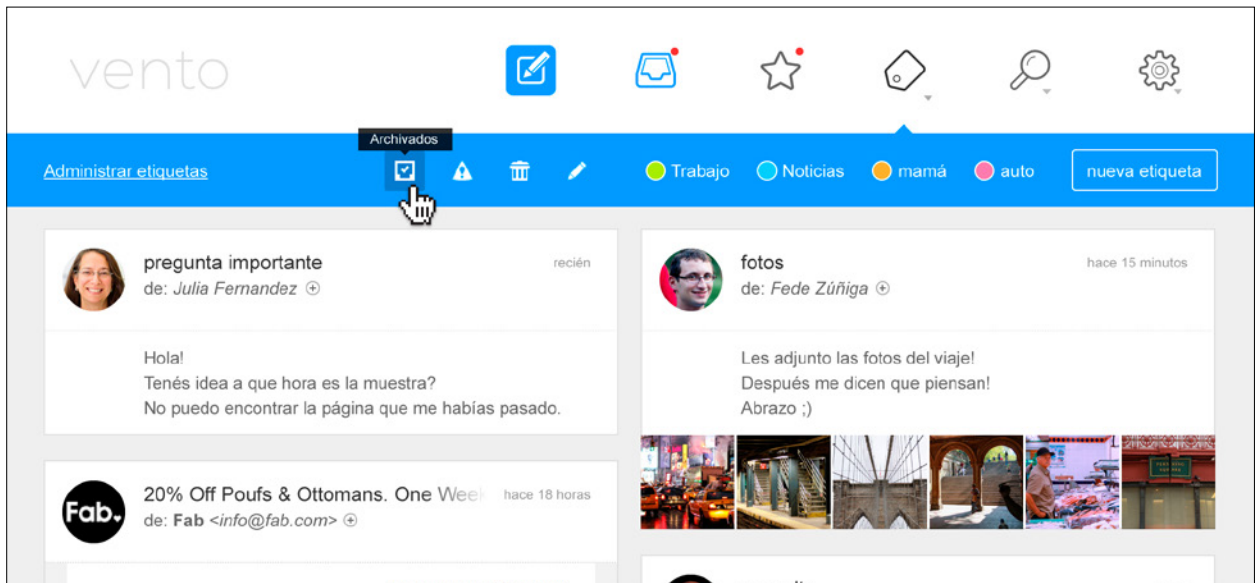 vento
Archivados
Administrar etiquetas
Trabajo
Noticias
mamá
auto
nueva etiqueta
pregunta importante
recién
de: Julia Fernandez
Hola!
Tenés idea a que hora es la muestra?
No puedo encontrar la página que me habías pasado.
fotos
hace 15 minutos
de: Fede Zúñiga
Les adjunto las fotos del viaje!
Después me dicen que piensan!
Abrazo ;)
Fab.
20% Off Poufs & Ottomans. One Week
hace 18 horas
de: Fab <info@fab.com>